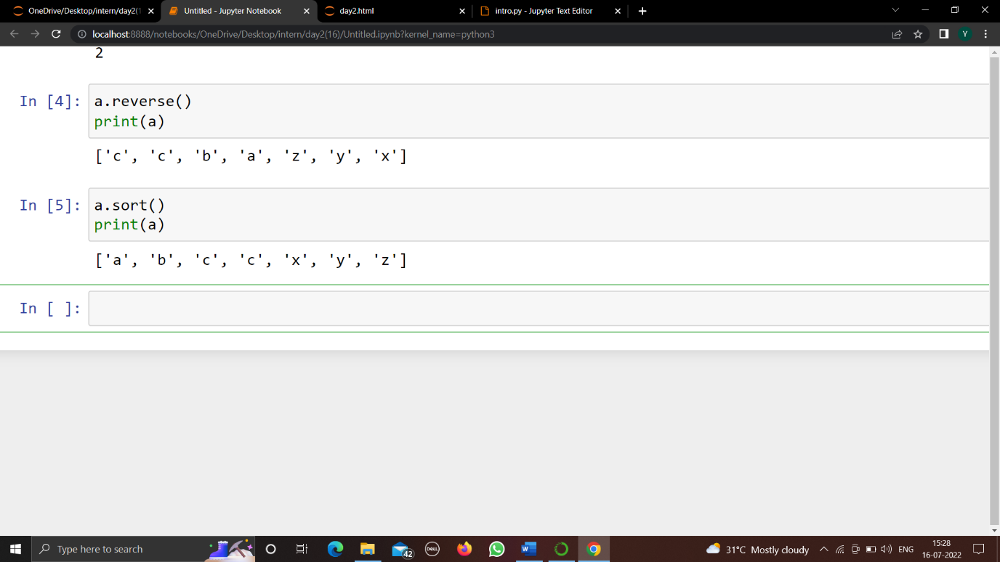 OneDrive/Desktop/intern/day2(1
Untitled - Jupyter Notebook
day2.html
intro.py - Jupyter Text Editor
localhost:8888/notebooks/OneDrive/Desktop/intern/day2(16)/Untitled.ipynb?kernel_name=python3
Y
2
In [4]:
a.reverse()
print(a)
['c', 'c', 'b', 'a', 'z', 'y', 'x']
In [5]:
a.sort()
print(a)
['a', 'b', 'c', 'c', 'x', 'y', 'z']
In [ ]:
Type here to search
42
DELL
W
31°C Mostly cloudy
ENG
15:28
16-07-2022